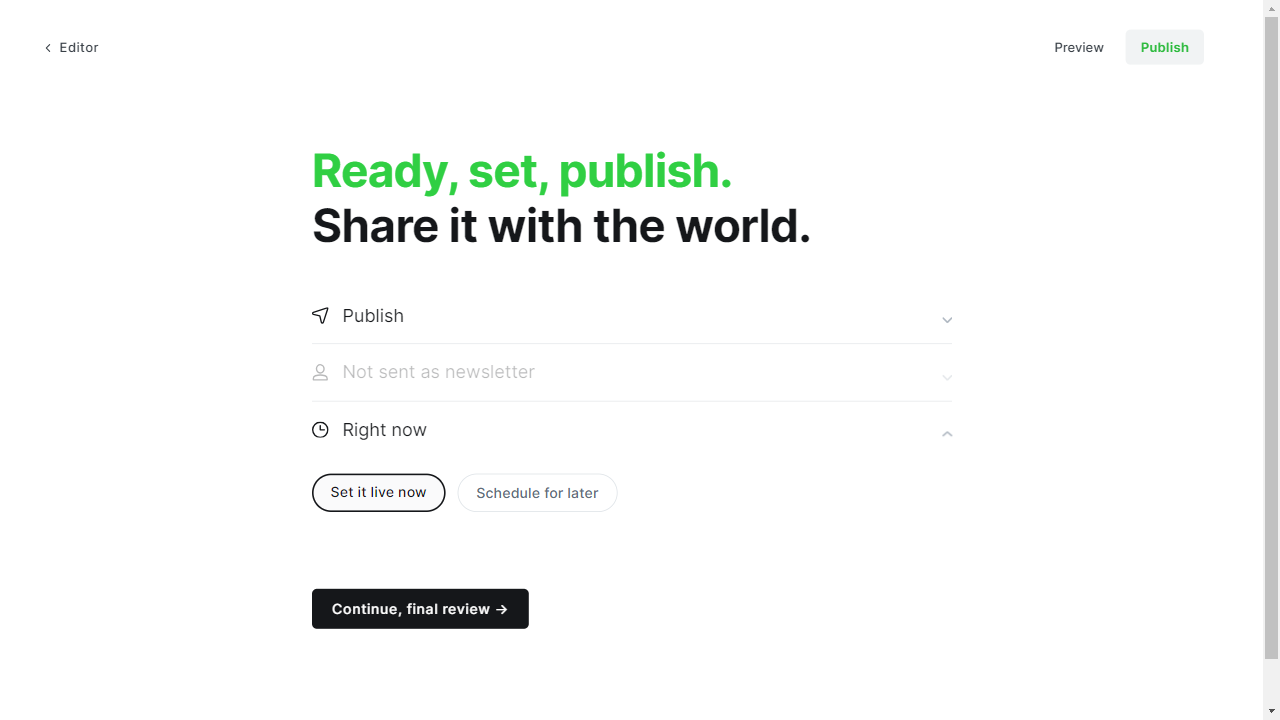 Editor
Preview
Publish
Ready, set, publish.
Share it with the world.
Publish
Not sent as newsletter
Right now
Set it live now
Schedule for later
Continue, final review →